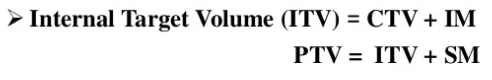 ➢ Internal Target Volume (ITV) = CTV + IM
PTV = ITV + SM